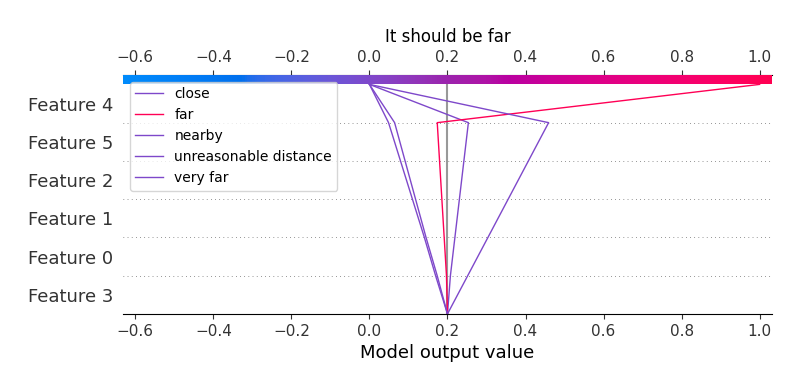 It should be far
−0.6 −0.4 −0.2 0.0 0.2 0.4 0.6 0.8 1.0
close
far
nearby
unreasonable distance
very far
Feature 4
Feature 5
Feature 2
Feature 1
Feature 0
Feature 3
−0.6 −0.4 −0.2 0.0 0.2 0.4 0.6 0.8 1.0
Model output value